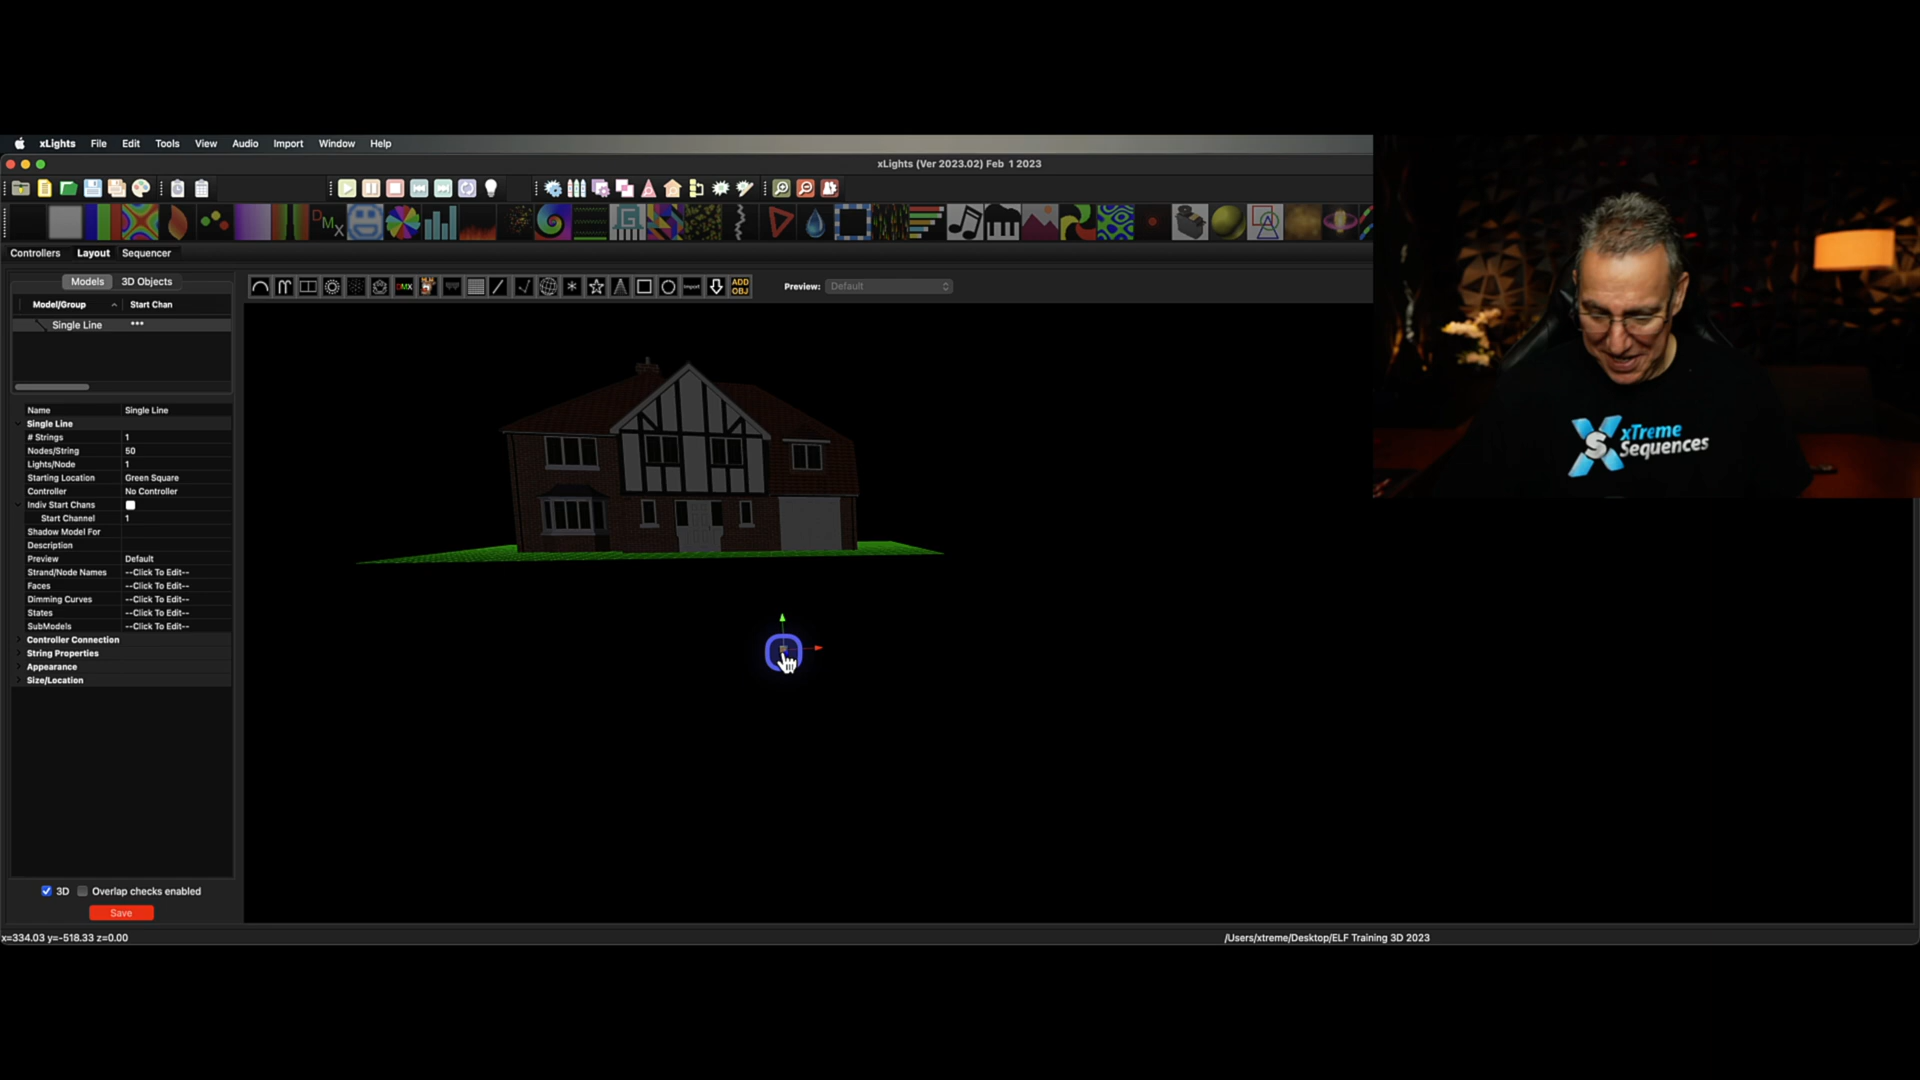 xLights File Edit Tools View Audio Import Window Help
xLights (Ver 2023.02) Feb 1 2023
DMX
Controllers Layout Sequencer
Models 3D Objects
DMX
ADD OBJ
Preview: Default
Model/Group Start Chan
Single Line ***
Name Single Line
Single Line
# Strings 1
Nodes/String 50
Lights/Node 1
Starting Location Green Square
Controller No Controller
Indiv Start Chans
Start Channel 1
Shadow Model For
Description
Preview Default
Strand/Node Names --Click To Edit--
Faces --Click To Edit--
Dimming Curves --Click To Edit--
States --Click To Edit--
SubModels --Click To Edit--
Controller Connection
String Properties
Appearance
Size/Location
3D Overlap checks enabled
Save
x=334.03 y=-518.33 z=0.00
/Users/xtreme/Desktop/ELF Training 3D 2023
XS xTreme
Sequences